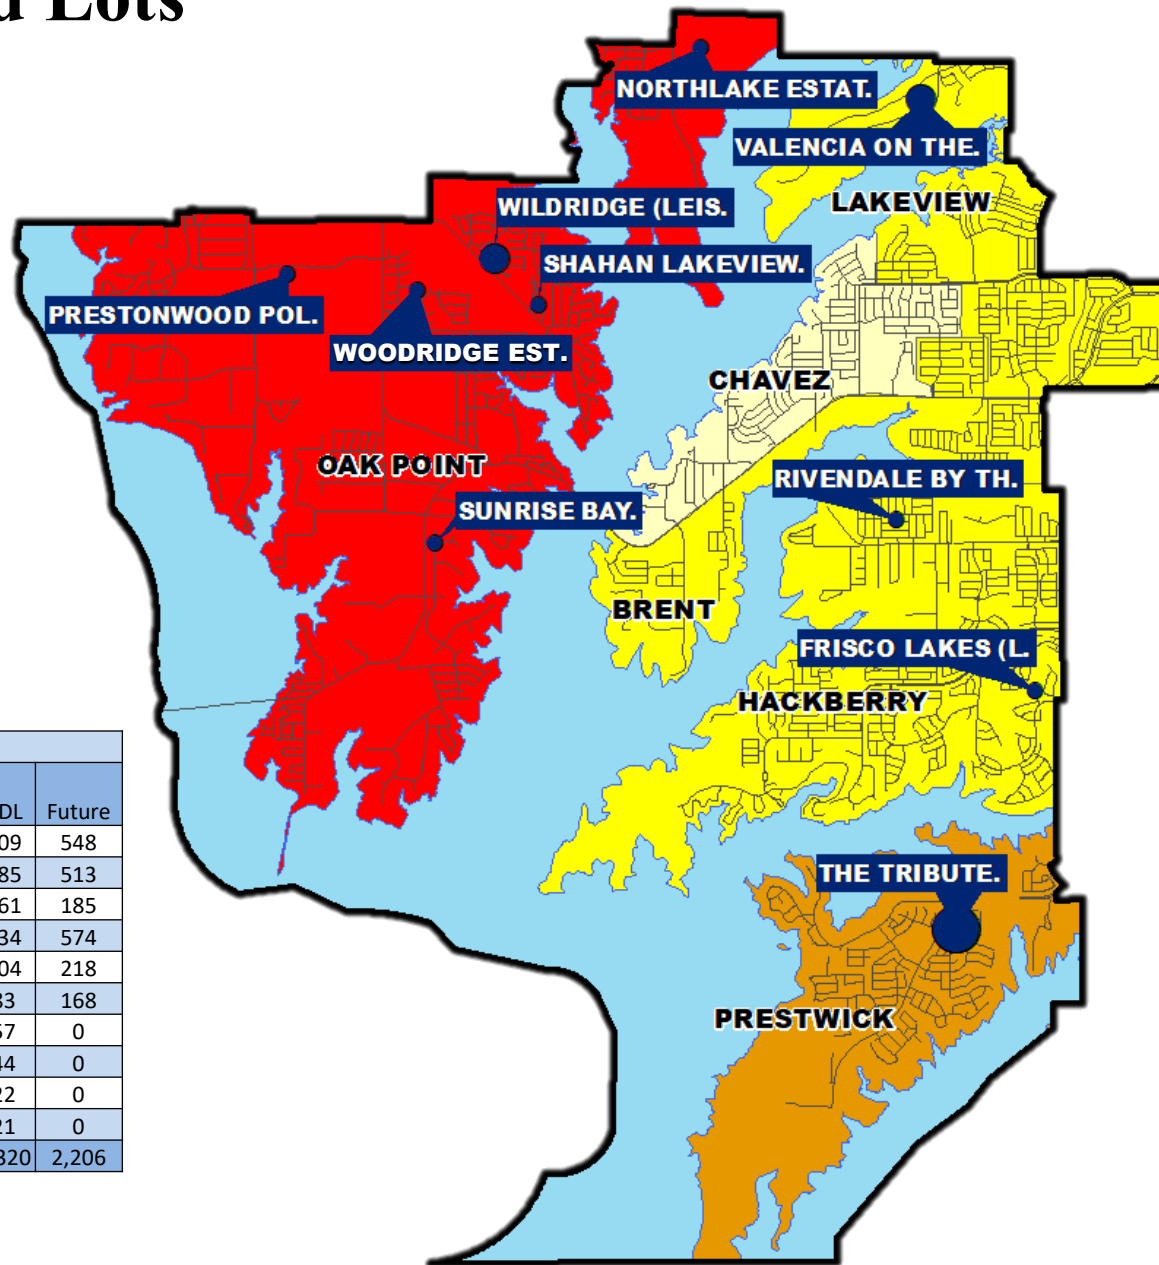 d Lots
NORTHLAKE ESTAT.
VALENCIA ON THE.
LAKEVIEW
WILDRIDGE (LEIS.
SHAHAN LAKEVIEW.
PRESTONWOOD POL.
WOODRIDGE EST.
CHAVEZ
OAK POINT
RIVENDALE BY TH.
SUNRISE BAY.
BRENT
FRISCO LAKES (L.
HACKBERRY
THE TRIBUTE.
PRESTWICK
DL Future
09 548
85 513
61 185
34 574
04 218
83 168
57 0
44 0
22 0
21 0
320 2,206